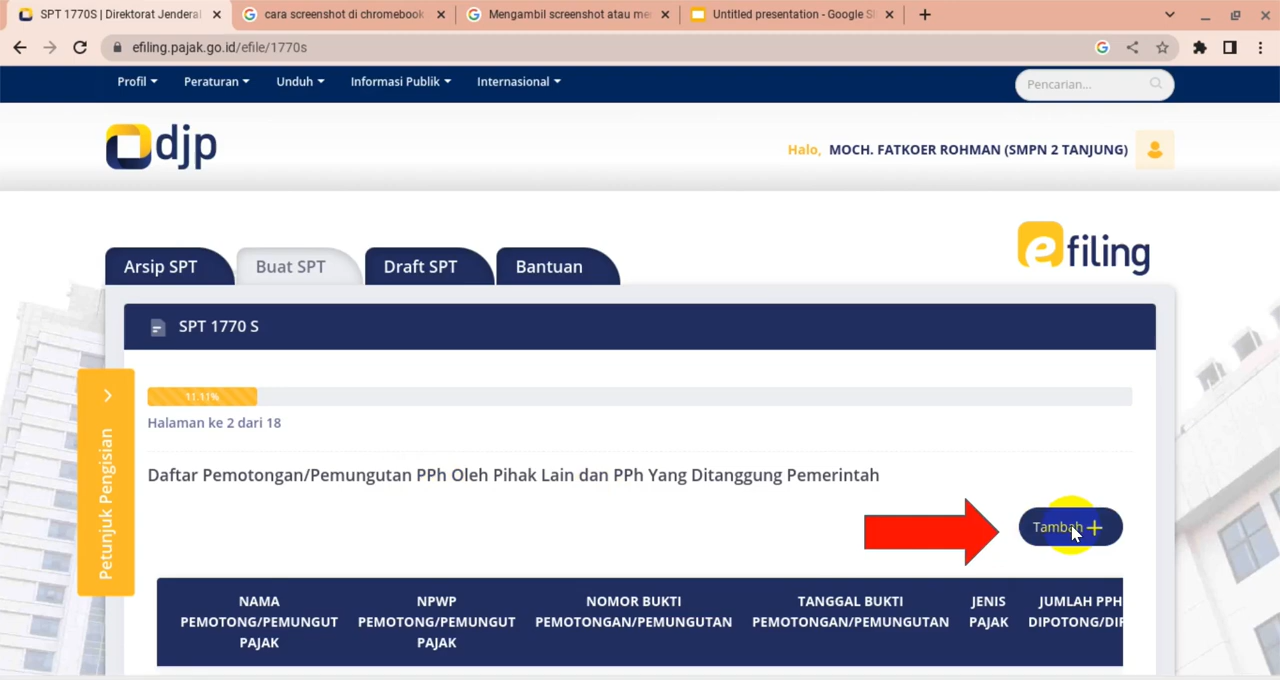 SPT 1770S | Direktorat Jenderal
cara screenshot di chromebook
Mengambil screenshot atau me
Untitled presentation - Google Sl
efiling.pajak.go.id/efile/1770s
Profil Peraturan Unduh Informasi Publik Internasional
Pencarian...
djp
Halo, MOCH. FATKOER ROHMAN (SMPN 2 TANJUNG)
efiling
Arsip SPT Buat SPT Draft SPT Bantuan
SPT 1770 S
11.11%
Halaman ke 2 dari 18
Petunjuk Pengisian
Daftar Pemotongan/Pemungutan PPh Oleh Pihak Lain dan PPh Yang Ditanggung Pemerintah
Tambah +
NAMA PEMOTONG/PEMUNGUT PAJAK
NPWP PEMOTONG/PEMUNGUT PAJAK
NOMOR BUKTI PEMOTONGAN/PEMUNGUTAN
TANGGAL BUKTI PEMOTONGAN/PEMUNGUTAN
JENIS PAJAK
JUMLAH PPH DIPOTONG/DIP